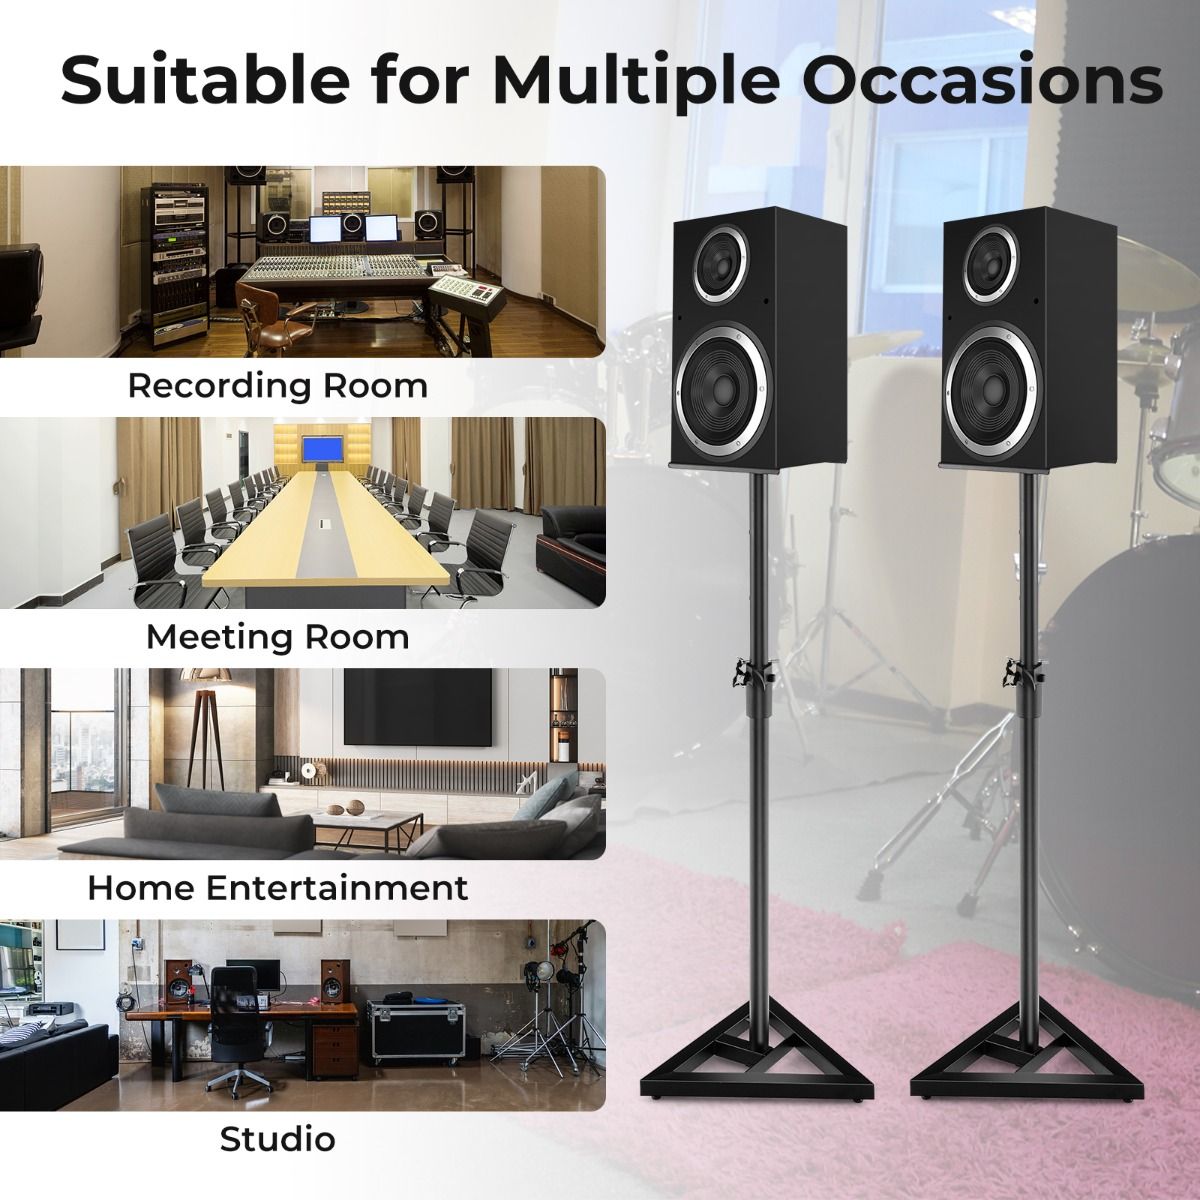 Suitable for Multiple Occasions
Recording Room
Meeting Room
Home Entertainment
Studio